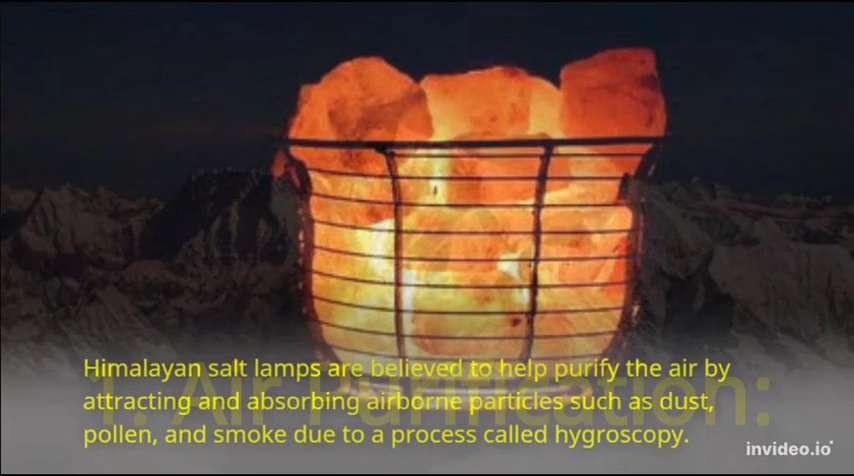 1. Air Purification:
Himalayan salt lamps are believed to help purify the air by
attracting and absorbing airborne particles such as dust,
pollen, and smoke due to a process called hygroscopy.
invideo.io